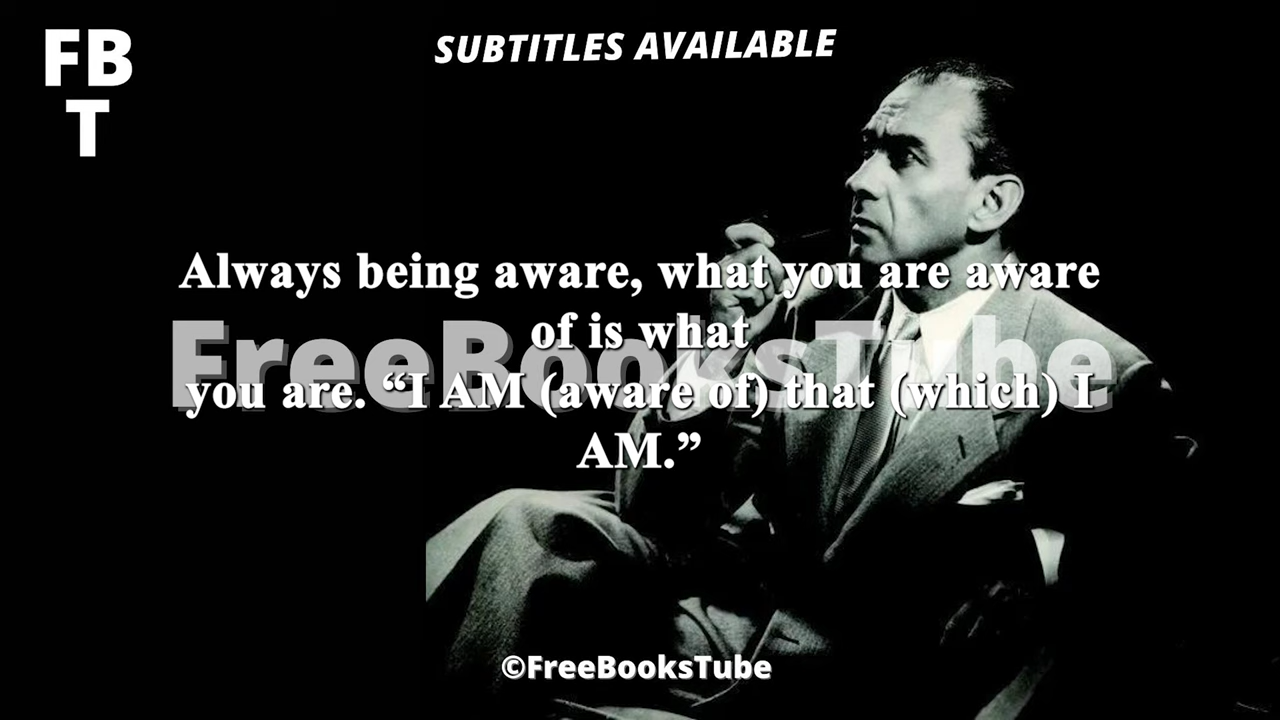 FB
T
SUBTITLES AVAILABLE
Always being aware, what you are aware
of is what
FreeBooksTube
you are. “I AM (aware of) that (which) I
AM.”
©FreeBooksTube